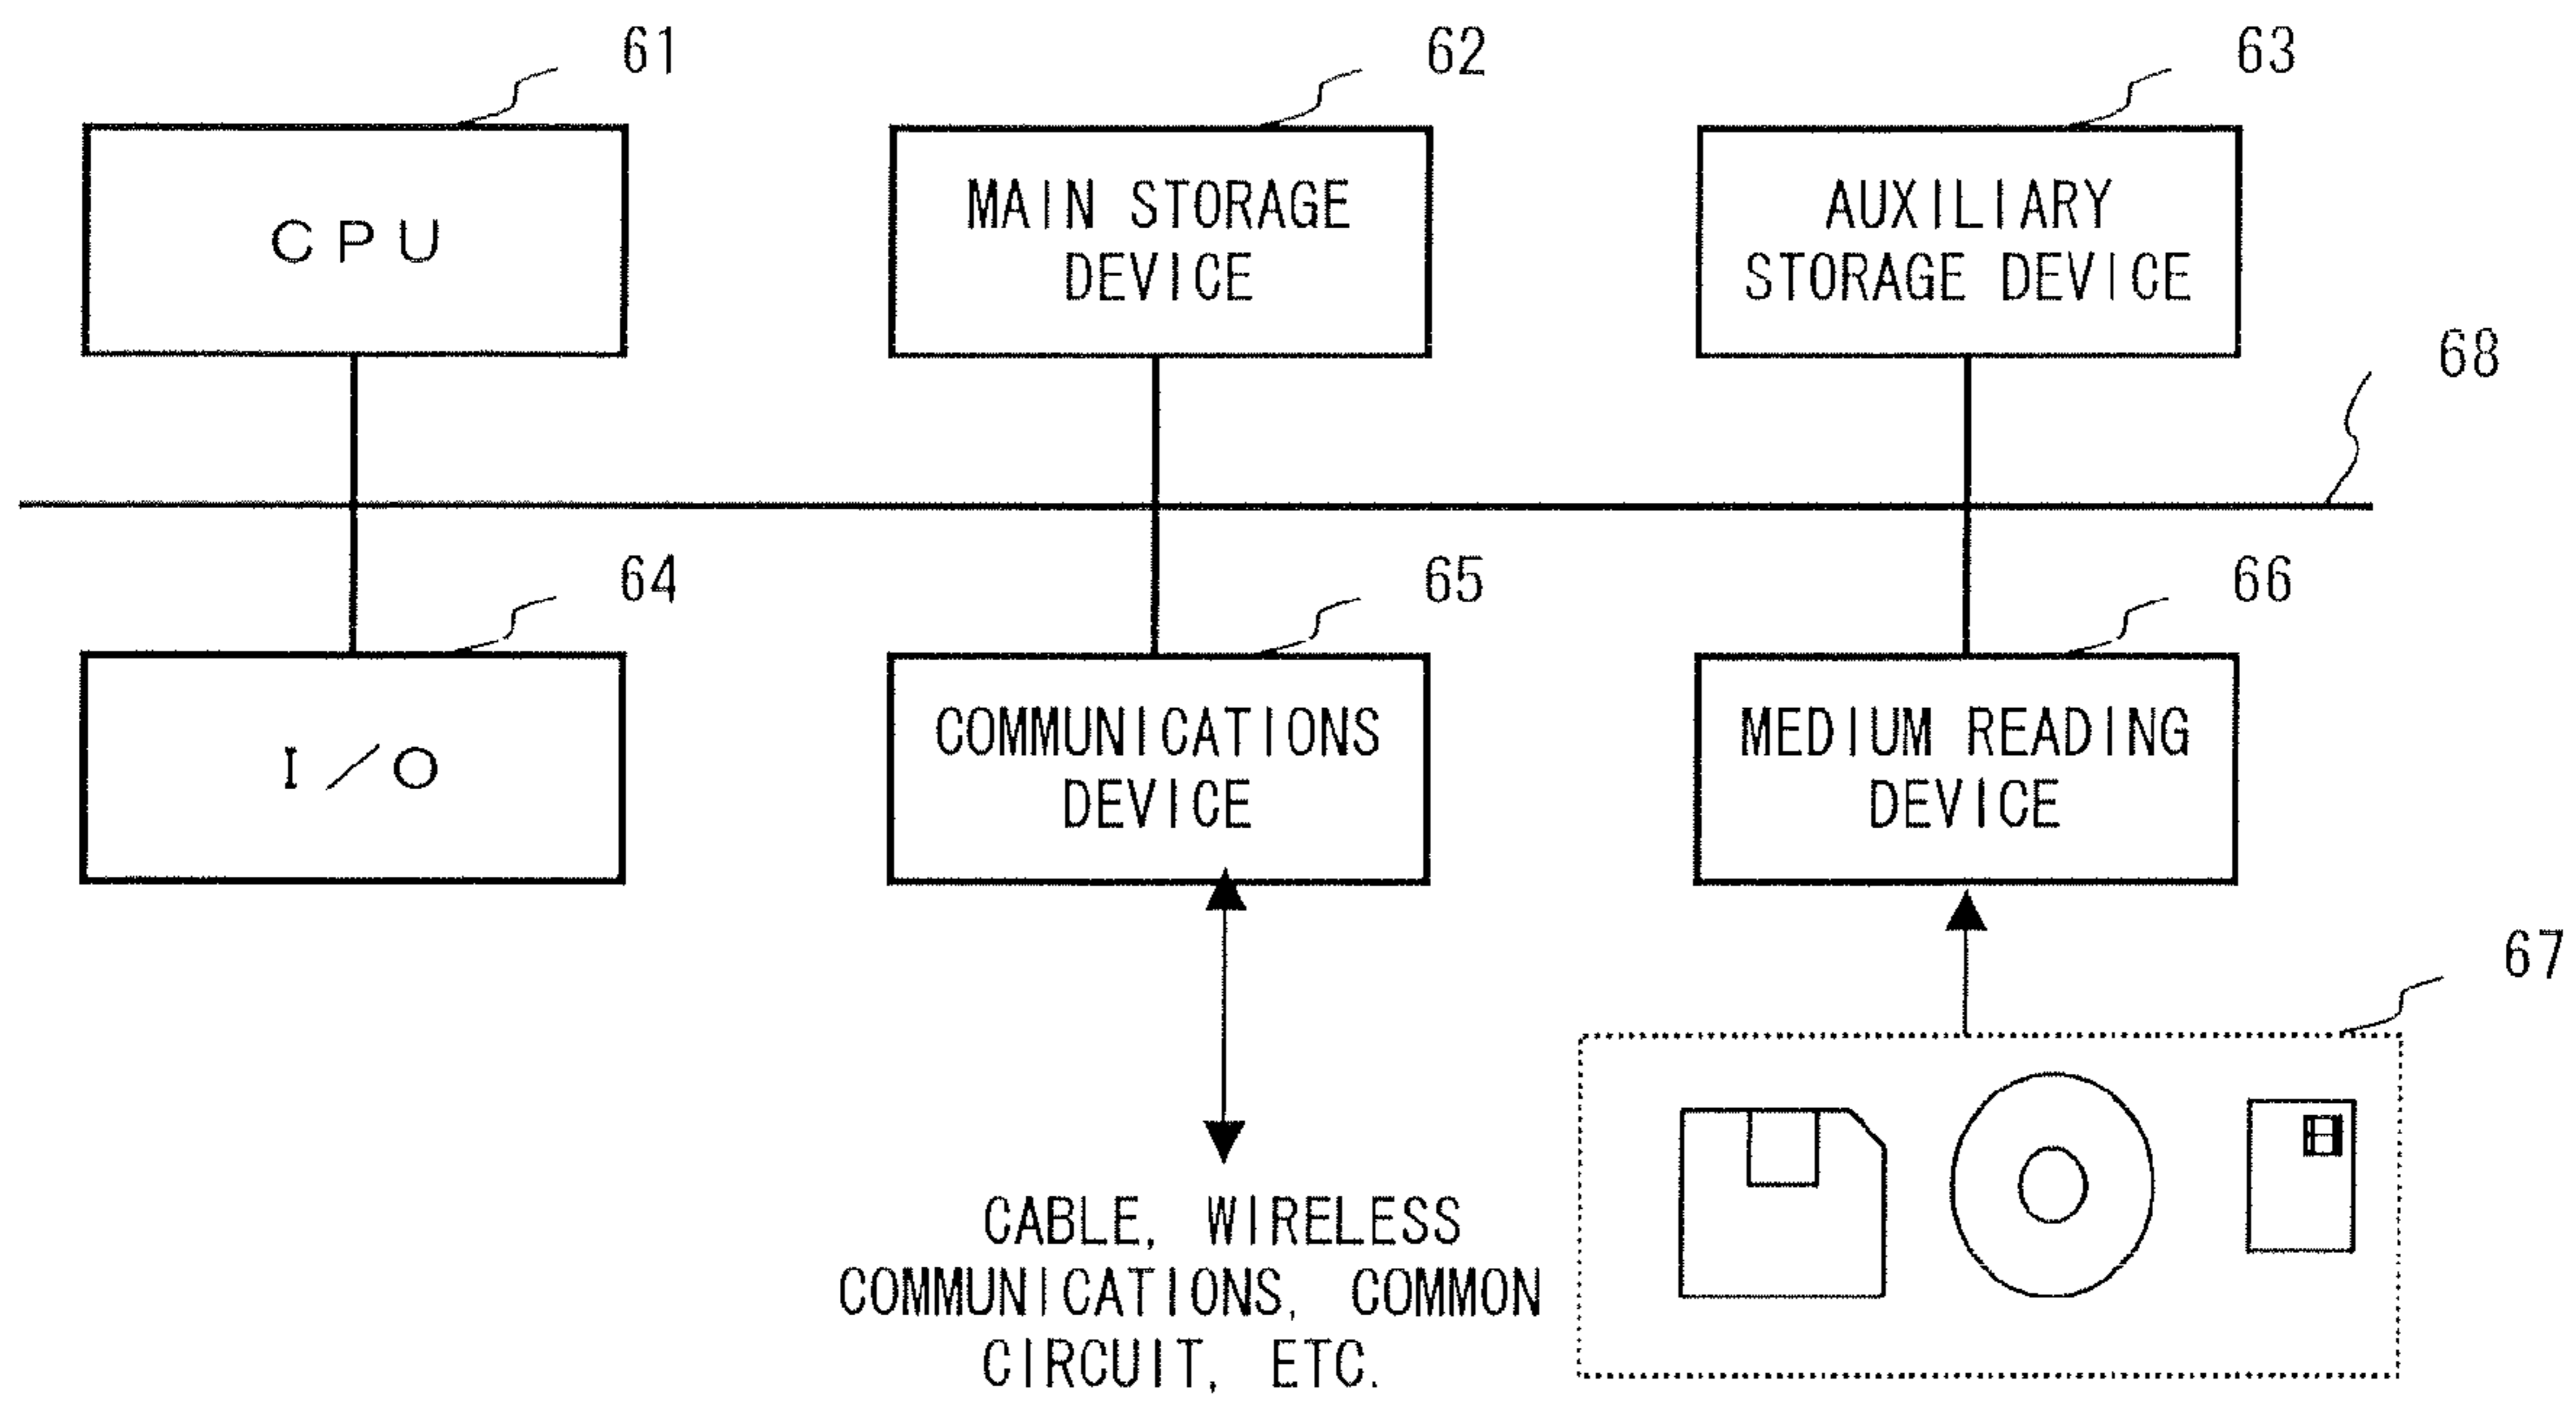 61
62
63
CPU
MAIN STORAGE
DEVICE
AUXILIARY
STORAGE DEVICE
68
64
65
66
I/O
COMMUNICATIONS
DEVICE
MEDIUM READING
DEVICE
67
CABLE, WIRELESS
COMMUNICATIONS, COMMON
CIRCUIT, ETC.